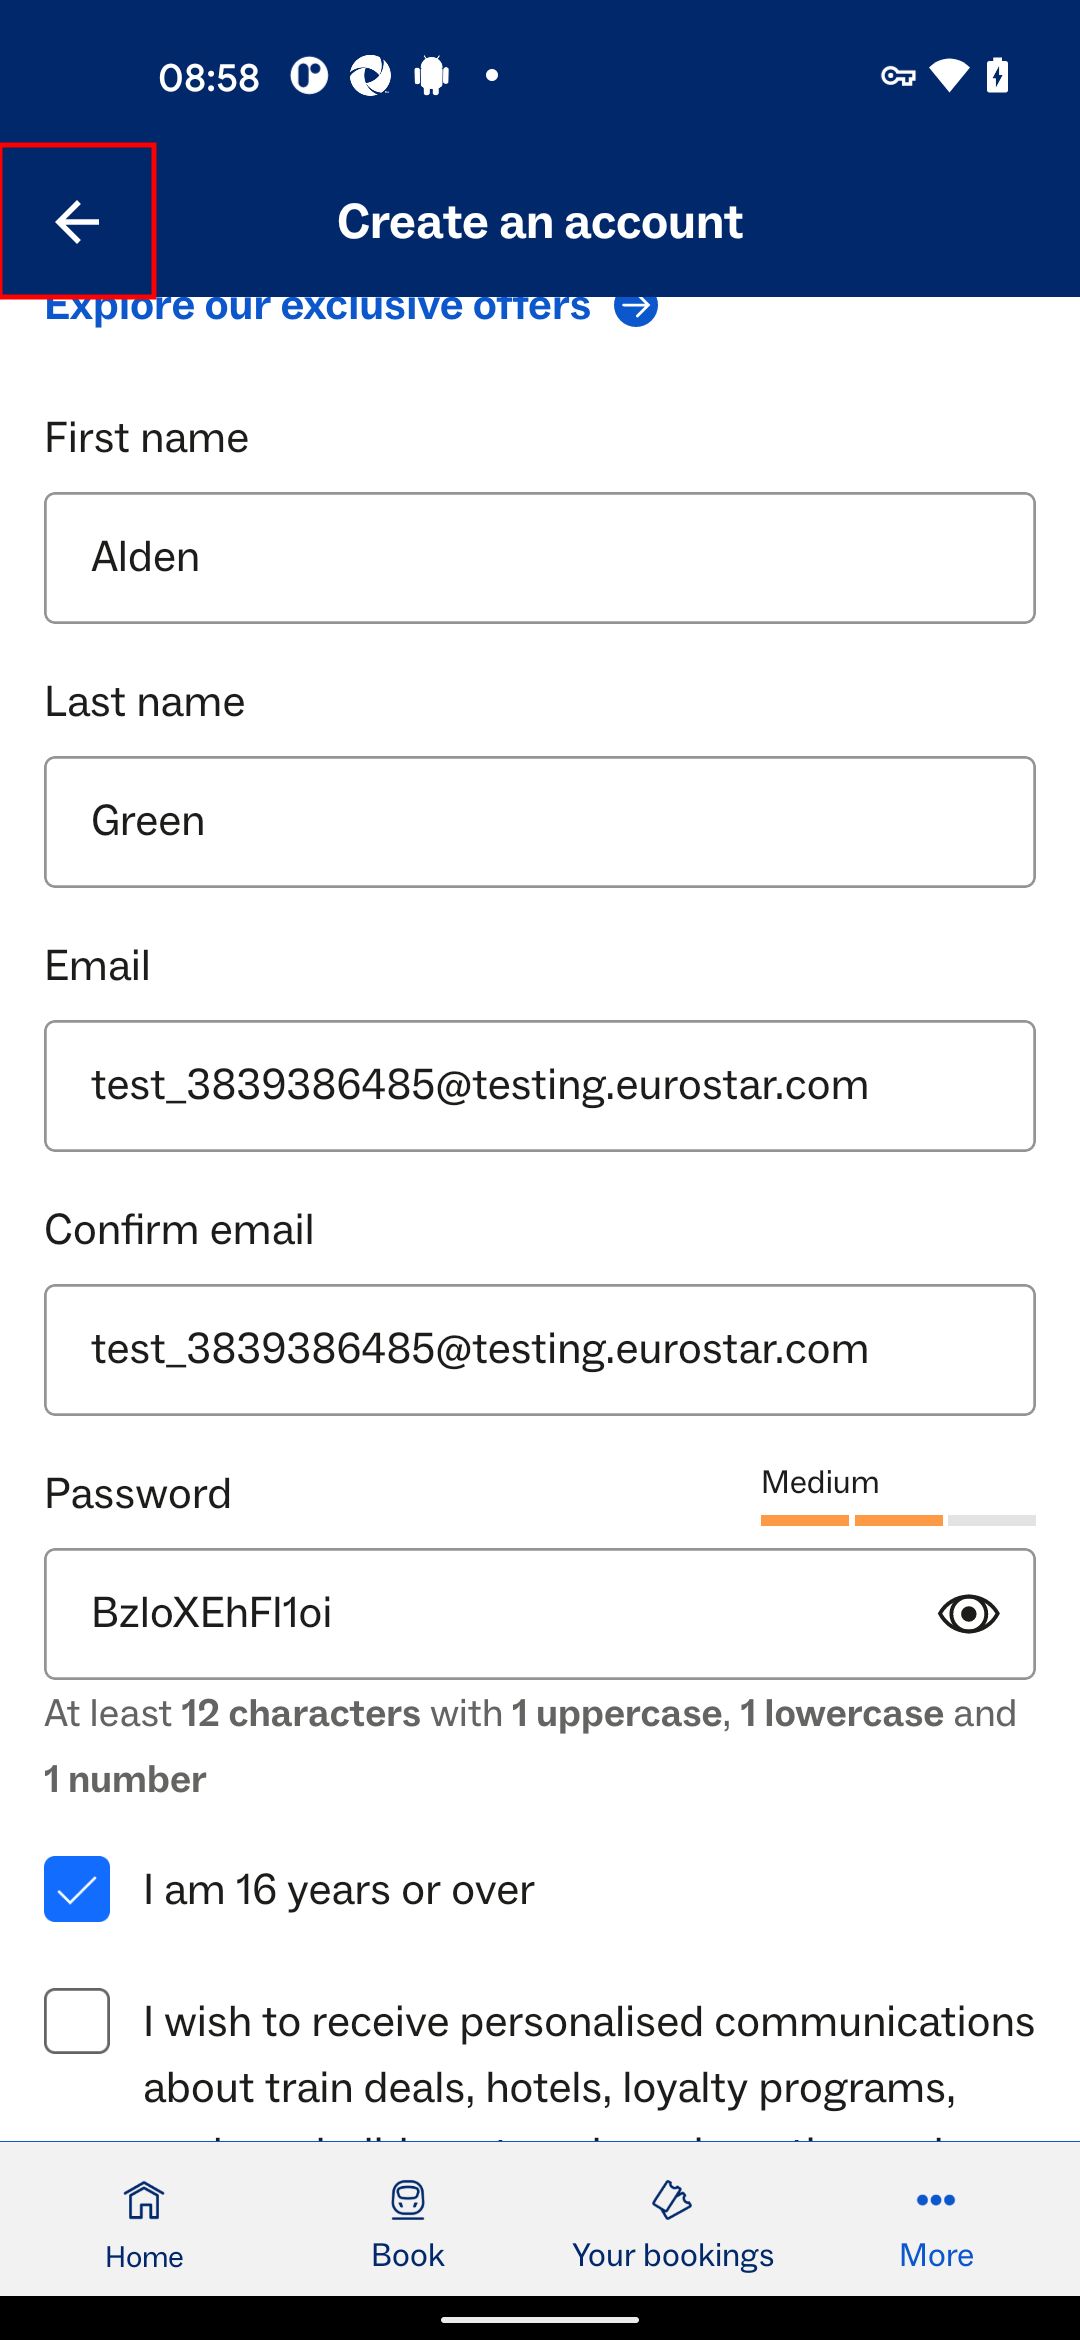 08:58
Create an account
Explore our exclusive offers
First name
Alden
Last name
Green
Email
test_3839386485@testing.eurostar.com
Confirm email
test_3839386485@testing.eurostar.com
Password
Medium
BzIoXEhFI1oi
At least 12 characters with 1 uppercase, 1 lowercase and
1 number
I am 16 years or over
I wish to receive personalised communications
about train deals, hotels, loyalty programs,
Home
Book
Your bookings
More